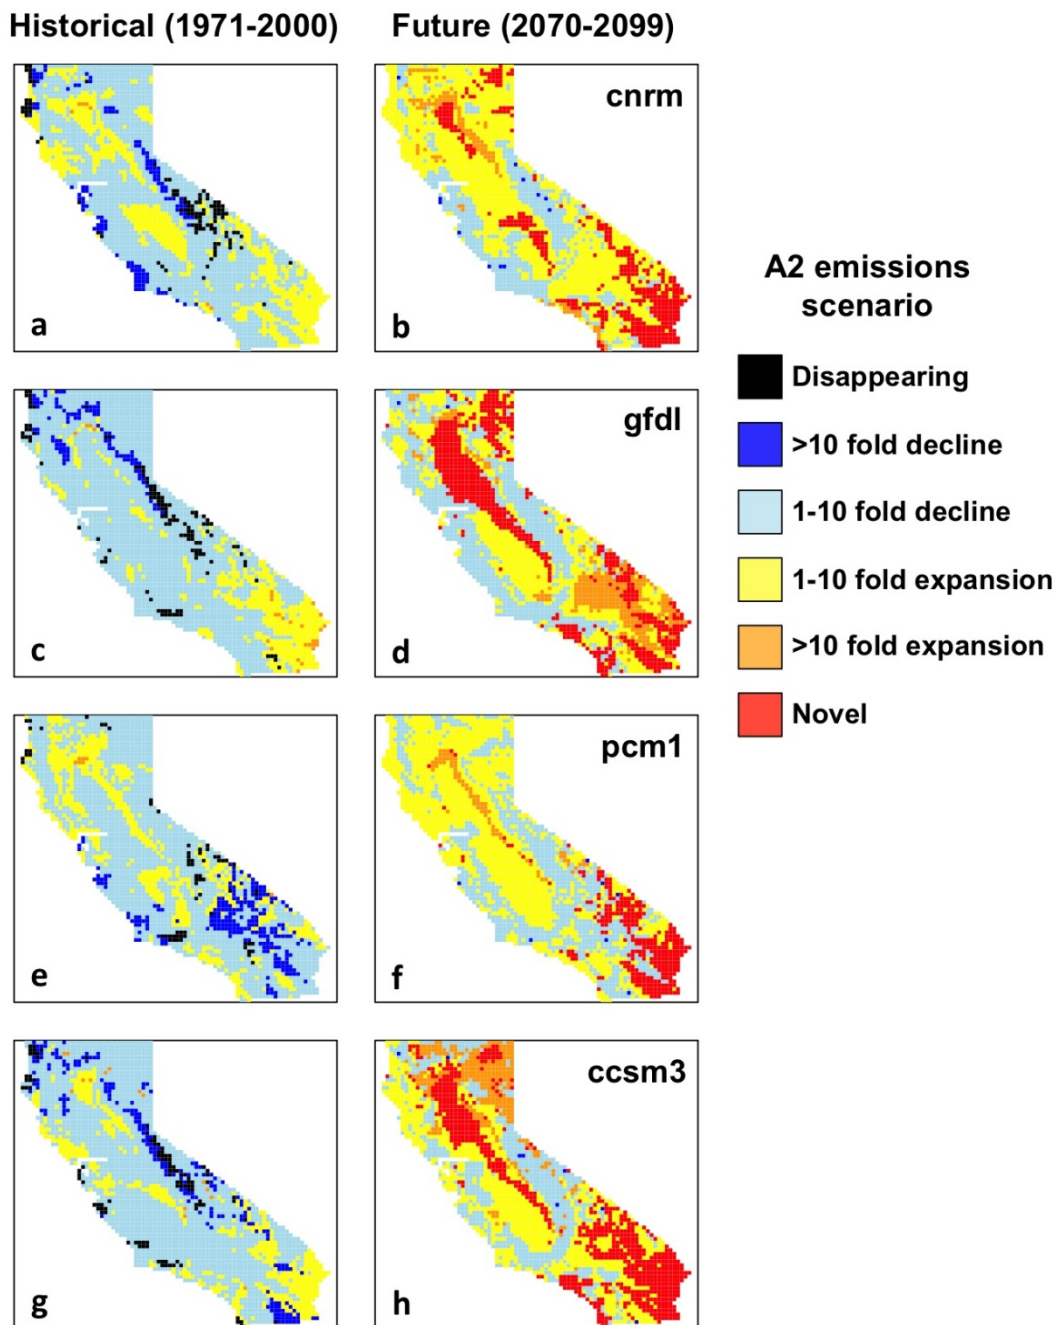 Historical (1971-2000)
Future (2070-2099)
cnrm
a
b
gfdl
c
d
pcm1
e
f
ccsm3
g
h
A2 emissions
scenario
Disappearing
>10 fold decline
1-10 fold decline
1-10 fold expansion
>10 fold expansion
Novel